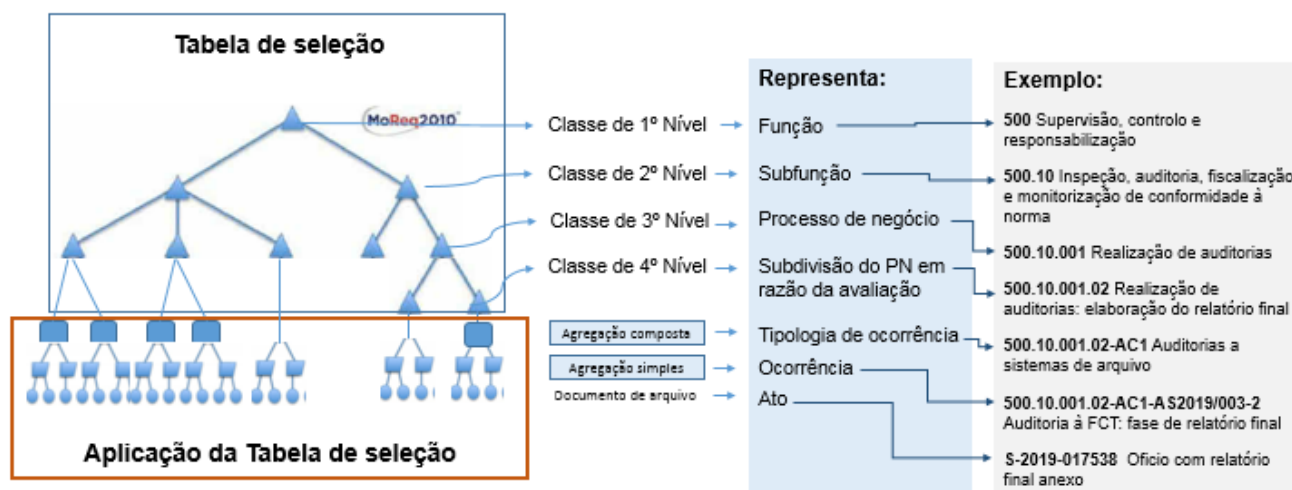 Tabela de seleção
MoReq2010
Classe de 1º Nível
Classe de 2º Nível
Classe de 3º Nível
Classe de 4º Nível
Agregação composta
Agregação simples
Documento de arquivo
Aplicação da Tabela de seleção
Representa:
Função
Subfunção
Processo de negócio
Subdivisão do PN em
razão da avaliação
Tipologia de ocorrência
Ocorrência
Ato
Exemplo:
500 Supervisão, controlo e
responsabilização
500.10 Inspeção, auditoria, fiscalização
e monitorização de conformidade à
norma
500.10.001 Realização de auditorias
500.10.001.02 Realização de
auditorias: elaboração do relatório final
500.10.001.02-AC1 Auditorias a
sistemas de arquivo
500.10.001.02-AC1-AS2019/003-2
Auditoria à FCT: fase de relatório final
S-2019-017538 Oficio com relatório
final anexo